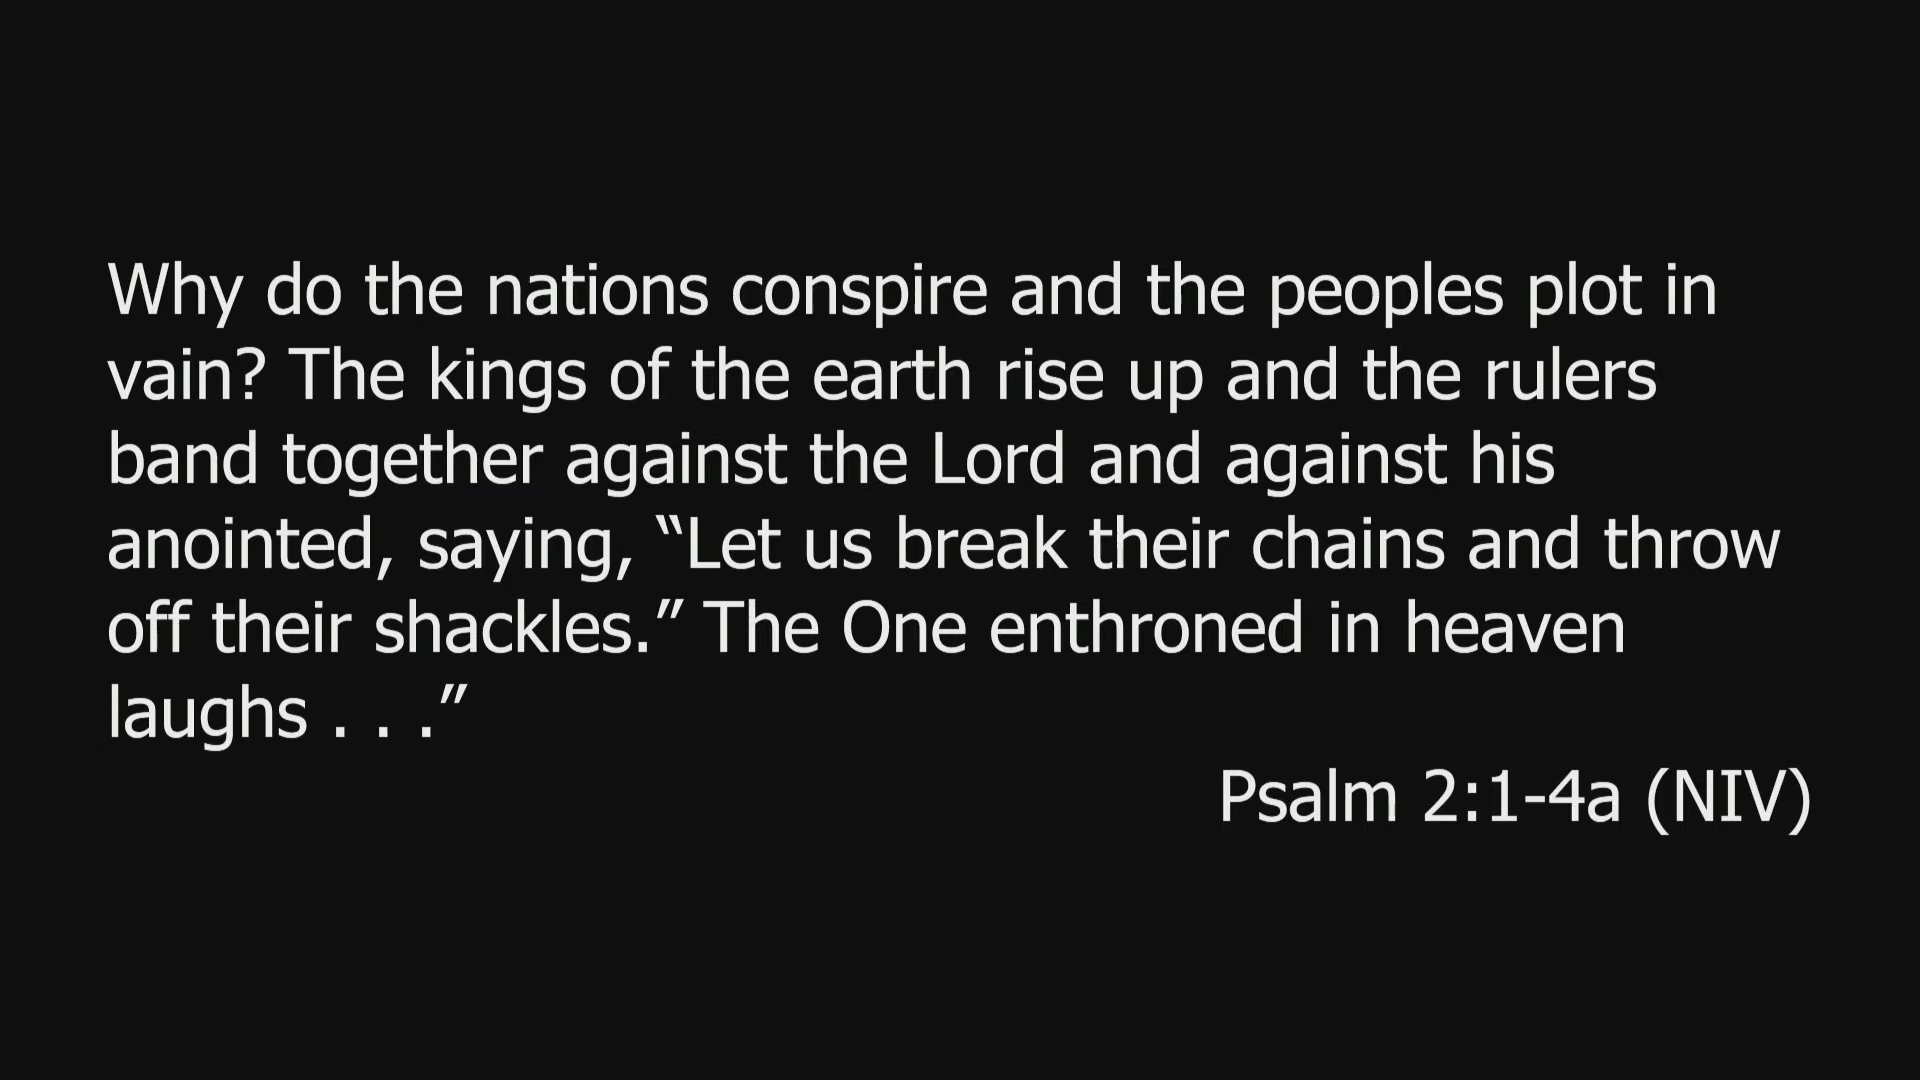 Why do the nations conspire and the peoples plot in
vain? The kings of the earth rise up and the rulers
band together against the Lord and against his
anointed, saying, “Let us break their chains and throw
off their shackles.” The One enthroned in heaven
laughs . . .”
Psalm 2:1-4a (NIV)